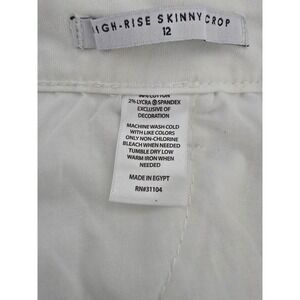 IGH-RISE SKINNY CROP
12
COTTON
2% LYCRA ® SPANDEX
EXCLUSIVE OF
DECORATION
MACHINE WASH COLD
WITH LIKE COLORS
ONLY NON-CHLORINE
BLEACH WHEN NEEDED
TUMBLE DRY LOW
WARM IRON WHEN
NEEDED
MADE IN EGYPT
RN#31104